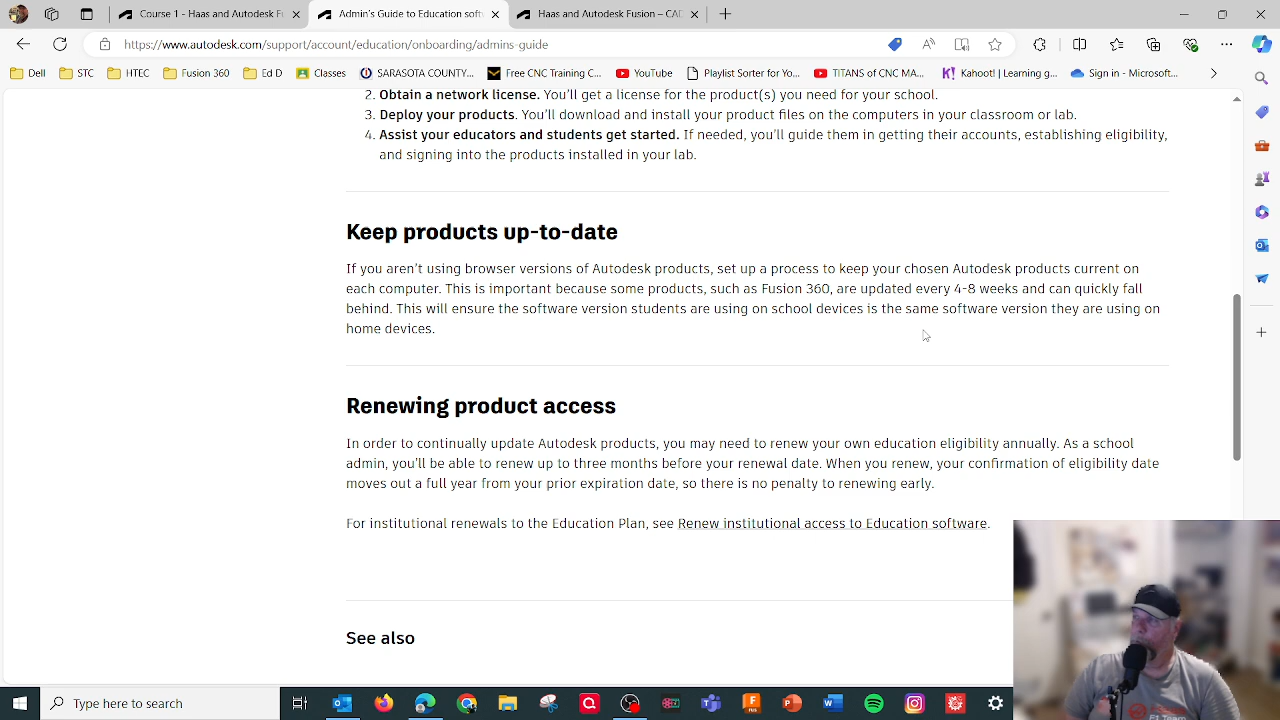 Course 1 - Haas and Autodesk Fu
Admin's Guide to Education soft
Haas and Autodesk Fusion – CAD
https://www.autodesk.com/support/account/education/onboarding/admins-guide
Dell
STC
HTEC
Fusion 360
Ed D
Classes
SARASOTA COUNTY...
Free CNC Training C...
YouTube
Playlist Sorter for Yo...
TITANS of CNC MA...
Kahoot! | Learning g...
Sign in - Microsoft...
2. Obtain a network license. You'll get a license for the product(s) you need for your school.
3. Deploy your products. You'll download and install your product files on the computers in your classroom or lab.
4. Assist your educators and students get started. If needed, you'll guide them in getting their accounts, establishing eligibility,
and signing into the products installed in your lab.
Keep products up-to-date
If you aren't using browser versions of Autodesk products, set up a process to keep your chosen Autodesk products current on
each computer. This is important because some products, such as Fusion 360, are updated every 4-8 weeks and can quickly fall
behind. This will ensure the software version students are using on school devices is the same software version they are using on
home devices.
Renewing product access
In order to continually update Autodesk products, you may need to renew your own education eligibility annually. As a school
admin, you'll be able to renew up to three months before your renewal date. When you renew, your confirmation of eligibility date
moves out a full year from your prior expiration date, so there is no penalty to renewing early.
For institutional renewals to the Education Plan, see Renew institutional access to Education software.
See also
Type here to search